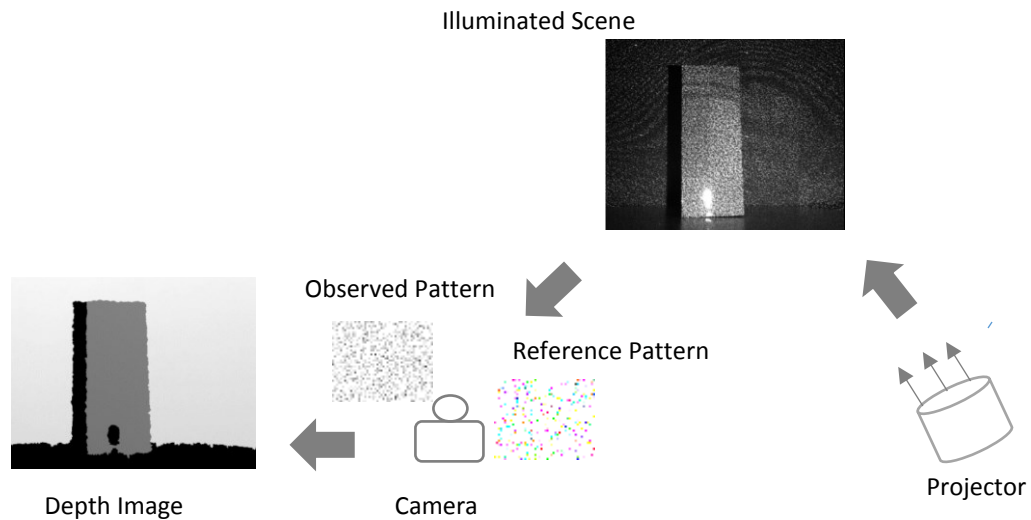 Illuminated Scene
Observed Pattern
Reference Pattern
Projector
Depth Image
Camera